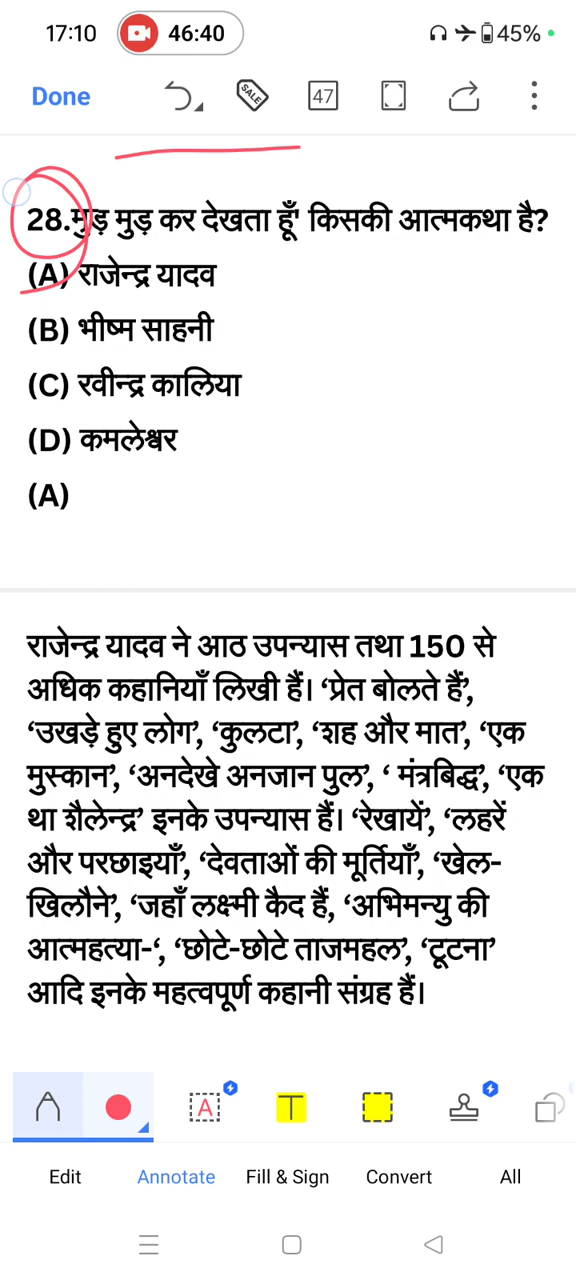 17:10
46:40
45%
Done
SALE
47
28.मुड़ मुड़ कर देखता हूँ' किसकी आत्मकथा है?
(A) राजेन्द्र यादव
(B) भीष्म साहनी
(C) रवीन्द्र कालिया
(D) कमलेश्वर
(A)
राजेन्द्र यादव ने आठ उपन्यास तथा 150 से
अधिक कहानियाँ लिखी हैं। ‘प्रेत बोलते हैं’,
‘उखड़े हुए लोग’, ‘कुलटा’, ‘शह और मात’, ‘एक
मुस्कान’, ‘अनदेखे अनजान पुल’, ‘ मंत्रबिद्ध’, ‘एक
था शैलेन्द्र’ इनके उपन्यास हैं। ‘रेखायें’, ‘लहरें
और परछाइयाँ’, ‘देवताओं की मूर्तियाँ’, ‘खेल-
खिलौने’, ‘जहाँ लक्ष्मी कैद हैं, ‘अभिमन्यु की
आत्महत्या-‘, ‘छोटे-छोटे ताजमहल’, ‘टूटना’
आदि इनके महत्वपूर्ण कहानी संग्रह हैं।
A
T
Edit
Annotate
Fill & Sign
Convert
All